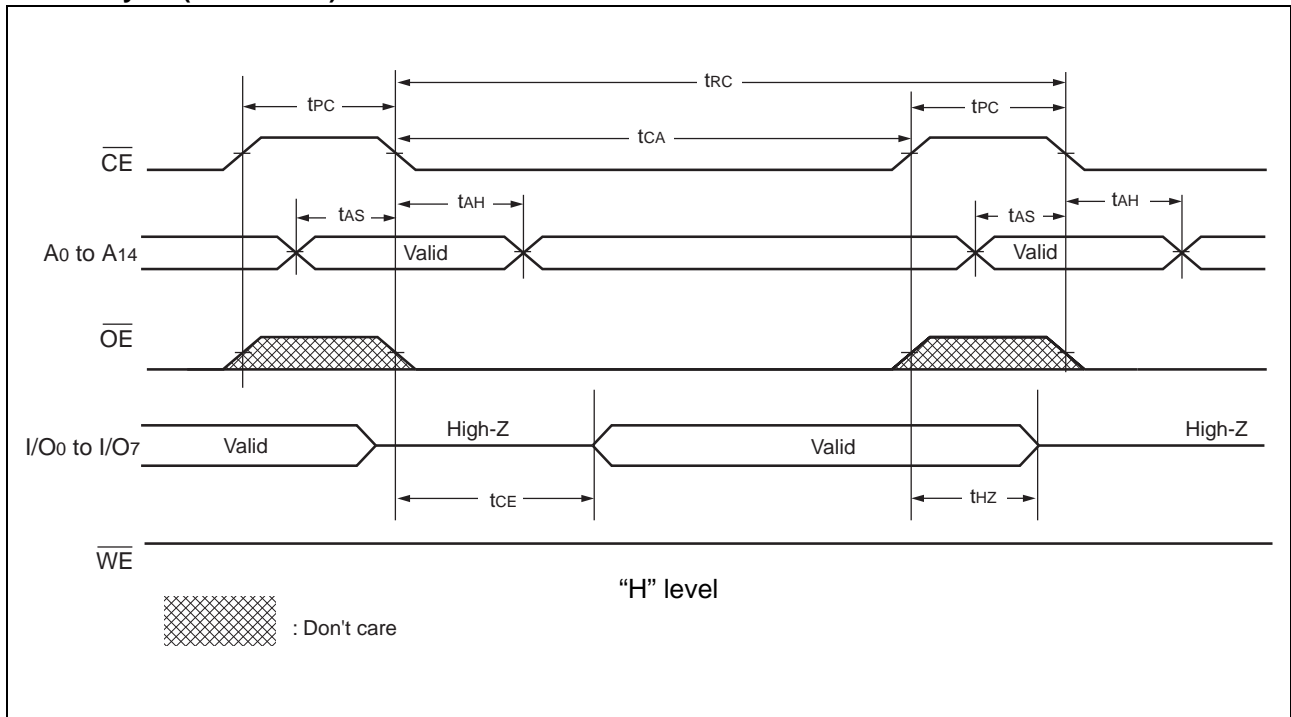 tRC
tPC tPC
tCA
CE
tAS tAH tAS tAH
A0 to A14 Valid Valid
OE
I/O0 to I/O7 Valid High-Z Valid High-Z
tCE tHZ
WE
“H” level
: Don't care